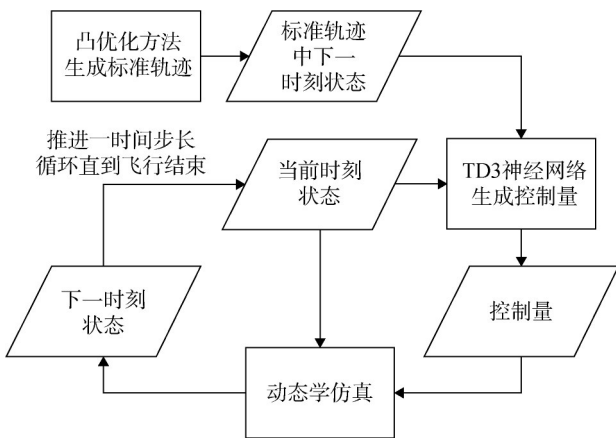 凸优化方法
生成标准轨迹
标准轨迹
中下一
时刻状态
推进一时间步长
循环直到飞行结束
当前时刻
状态
TD3神经网络
生成控制量
下一时刻
状态
控制量
动态学仿真